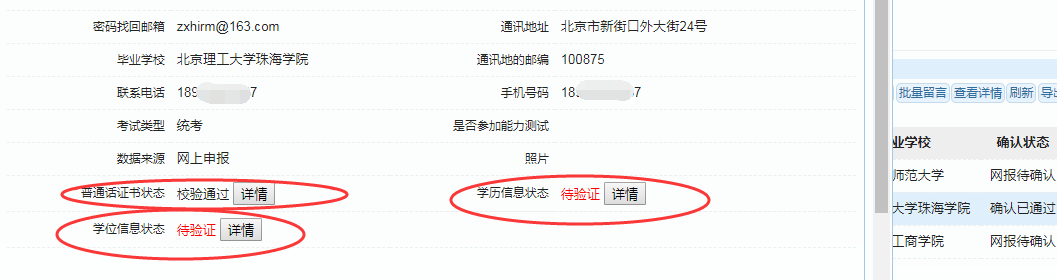 密码找回邮箱 zxhirm@163.com 通讯地址 北京市新街口外大街24号
毕业学校 北京理工大学珠海学院 通讯地的邮编 100875
批量留言 查看详情 刷新
联系电话 189 7 手机号码 7
考试类型 统考 是否参加能力测试
业学校 确认状态
数据来源 网上申报 照片
师范大学 网报待确认
普通话证书状态 校验通过 详情 学历信息状态 待验证 详情
大学珠海学院 确认已通过
学位信息状态 待验证 详情
工商学院 网报待确认